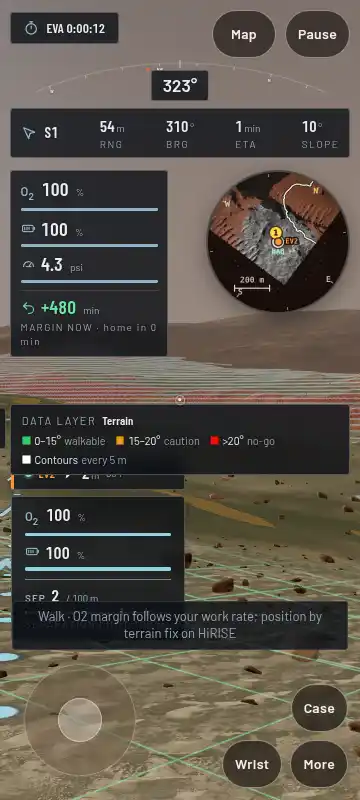 EVA 0:00:12
Map
Pause
323°
S1
54 m
RNG
310°
BRG
1 min
ETA
10°
SLOPE
O₂ 100 %
100 %
4.3 psi
+480 min
MARGIN NOW · home in 0
min
W
N
1
EV2
200 m
S
E
DATA LAYER Terrain
0–15° walkable
15–20° caution
>20° no-go
Contours every 5 m
EV2
O₂ 100 %
100 %
SEP 2 / 100 m
Walk · O2 margin follows your work rate; position by
terrain fix on HiRISE
Case
Wrist
More